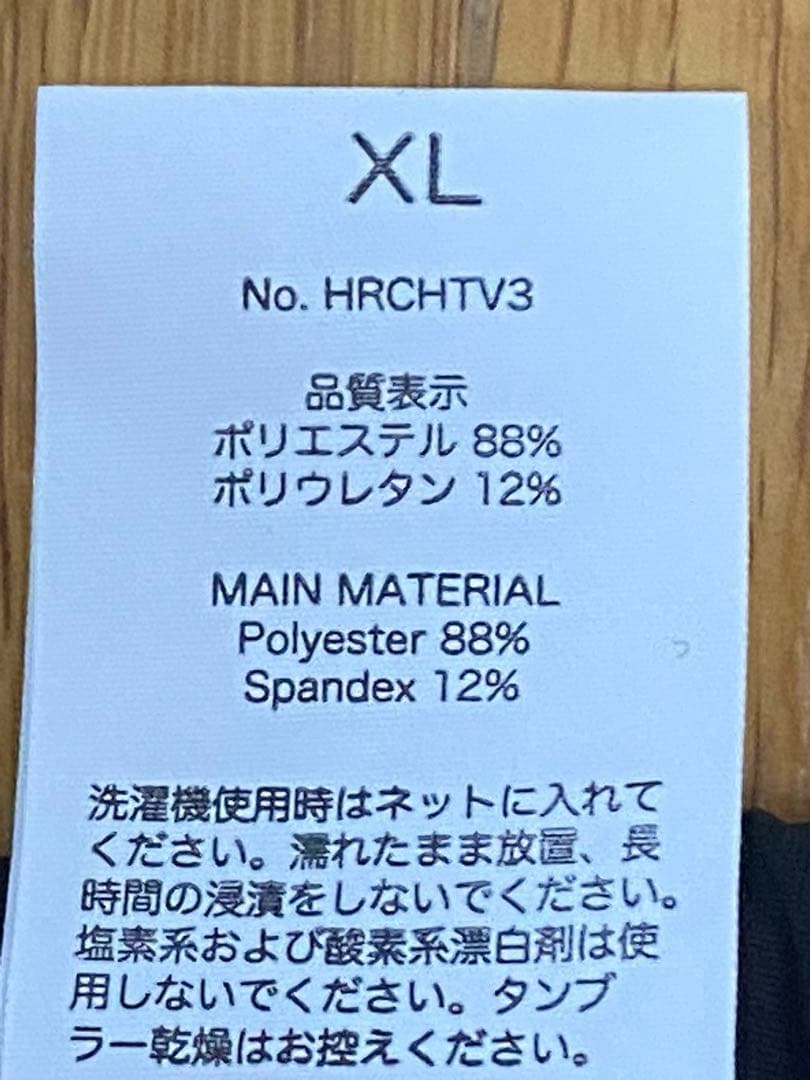 XL
No. HRCHTV3
品質表示
ポリエステル 88%
ポリウレタン 12%
MAIN MATERIAL
Polyester 88%
Spandex 12%
洗濯機使用時はネットに入れて
ください。濡れたまま放置、長
時間の浸漬をしないでください。
塩素系および酸素系漂白剤は使
用しないでください。タンブ
ラー乾燥はお控えください。